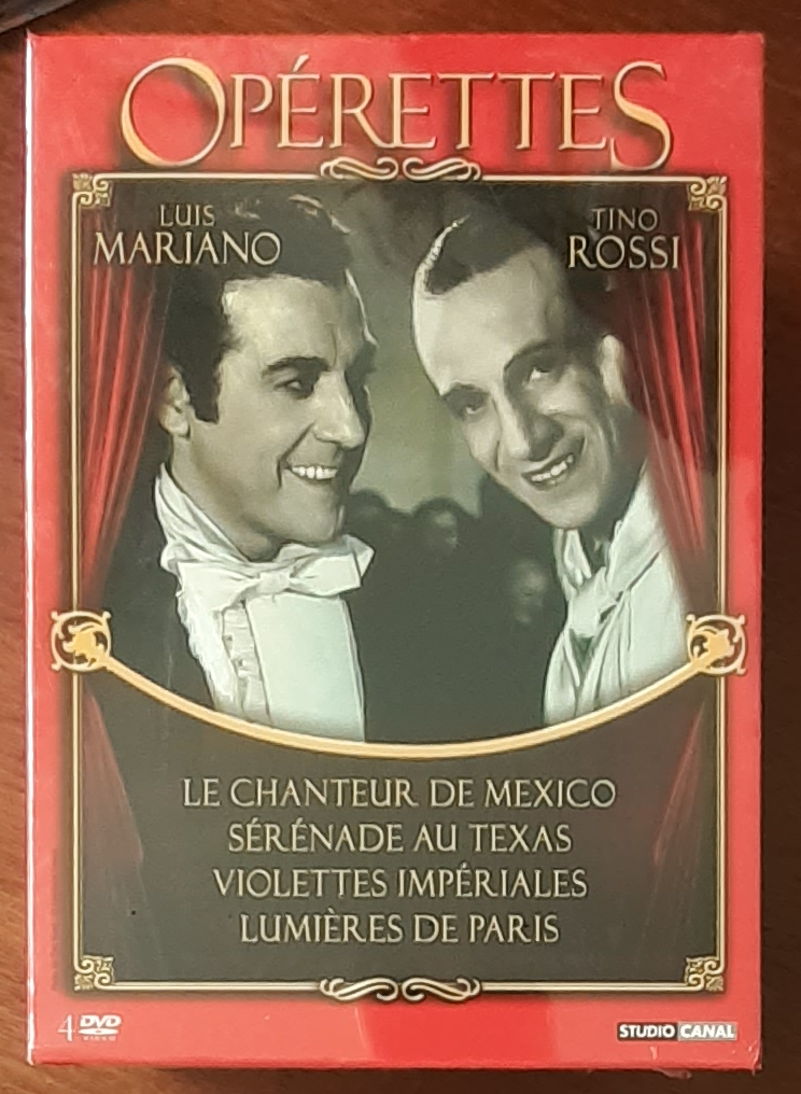 OPÉRETTES
LUIS
MARIANO
TINO
ROSSI
LE CHANTEUR DE MEXICO
SÉRÉNADE AU TEXAS
VIOLETTES IMPÉRIALES
LUMIÈRES DE PARIS
4 DVD
STUDIO CANAL